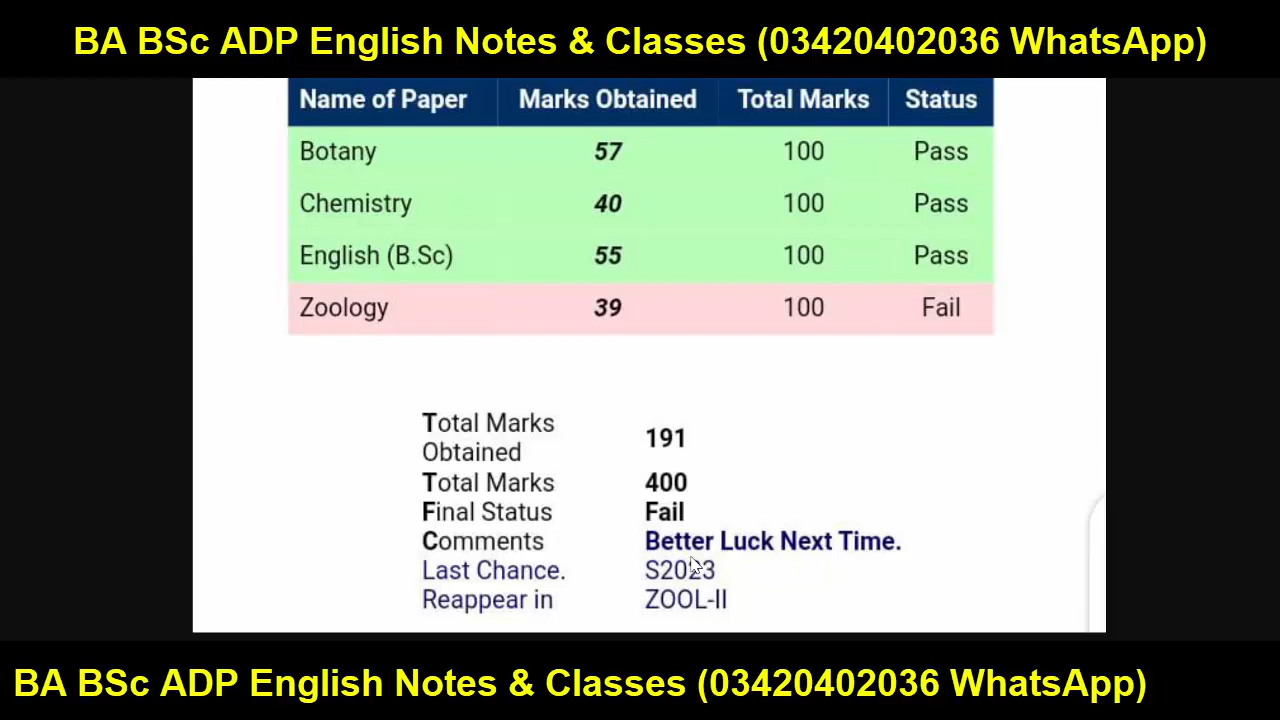 BA BSc ADP English Notes & Classes (03420402036 WhatsApp)
Name of Paper Marks Obtained Total Marks Status
Botany 57 100 Pass
Chemistry 40 100 Pass
English (B.Sc) 55 100 Pass
Zoology 39 100 Fail
Total Marks Obtained 191
Total Marks 400
Final Status Fail
Comments Better Luck Next Time.
Last Chance. S2023
Reappear in ZOOL-II
BA BSc ADP English Notes & Classes (03420402036 WhatsApp)